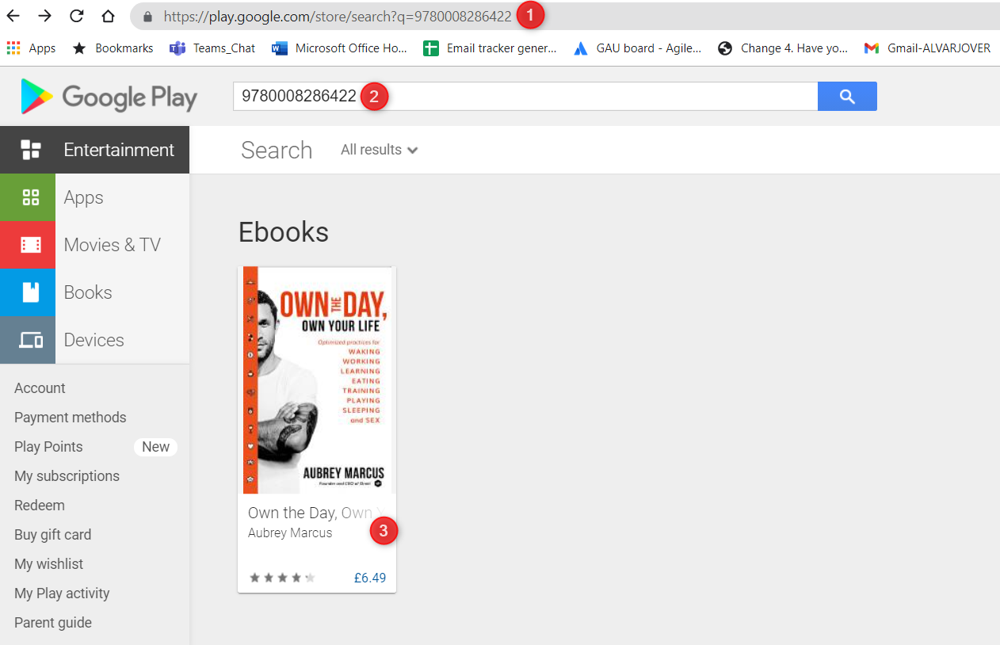 https://play.google.com/store/search?q=9780008286422 1
Apps Bookmarks Teams_Chat Microsoft Office Ho... Email tracker gener... GAU board - Agile... Change 4. Have yo... Gmail-ALVARJOVER
Google Play 9780008286422 2
Entertainment
Search All results
Apps
Movies & TV
Books
Devices
Account
Payment methods
Play Points New
My subscriptions
Redeem
Buy gift card
My wishlist
My Play activity
Parent guide
Ebooks
OWN THE DAY,
OWN YOUR LIFE
Optimized practices for
WAKING
WORKING
LEARNING
EATING
TRAINING
PLAYING
SLEEPING
and SEX
AUBREY MARCUS
Founder and CEO of Onnit
Own the Day, Own Y
Aubrey Marcus
3
£6.49